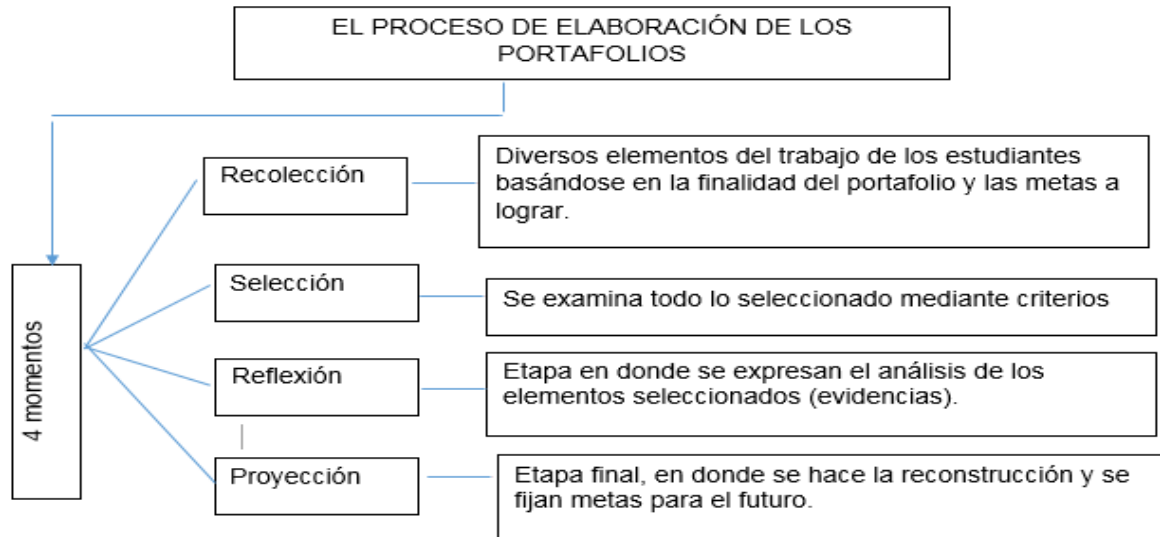 EL PROCESO DE ELABORACIÓN DE LOS
PORTAFOLIOS
Recolección
Diversos elementos del trabajo de los estudiantes
basándose en la finalidad del portafolio y las metas a
lograr.
4 momentos
Selección
Se examina todo lo seleccionado mediante criterios
Reflexión
Etapa en donde se expresan el análisis de los
elementos seleccionados (evidencias).
Proyección
Etapa final, en donde se hace la reconstrucción y se
fijan metas para el futuro.